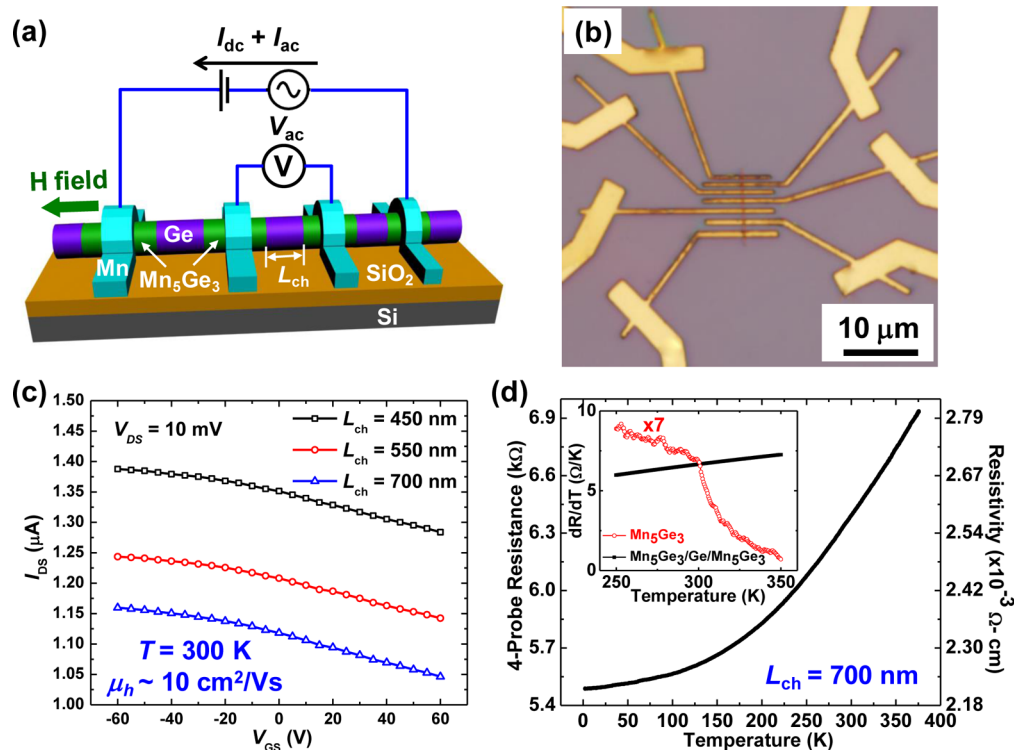 (a)
I_dc + I_ac
V_ac
V
H field
Ge
Mn
Mn₅Ge₃
L_ch
SiO₂
Si
(b)
10 μm
(c)
1.50
1.45
1.40
1.35
1.30
1.25
1.20
1.15
1.10
1.05
1.00
I_DS (μA)
V_DS = 10 mV
L_ch = 450 nm
L_ch = 550 nm
L_ch = 700 nm
T = 300 K
μ_h ~ 10 cm²/Vs
-60 -40 -20 0 20 40 60
V_GS (V)
(d)
6.9
6.6
6.3
6.0
5.7
5.4
4-Probe Resistance (kΩ)
10
5
0
dR/dT (Ω/K)
x7
Mn₅Ge₃
Mn₅Ge₃/Ge/Mn₅Ge₃
250 300 350
Temperature (K)
L_ch = 700 nm
2.79
2.67
2.54
2.42
2.30
2.20
Resistivity (x10⁻³ Ω-cm)
0 50 100 150 200 250 300 350 400
Temperature (K)